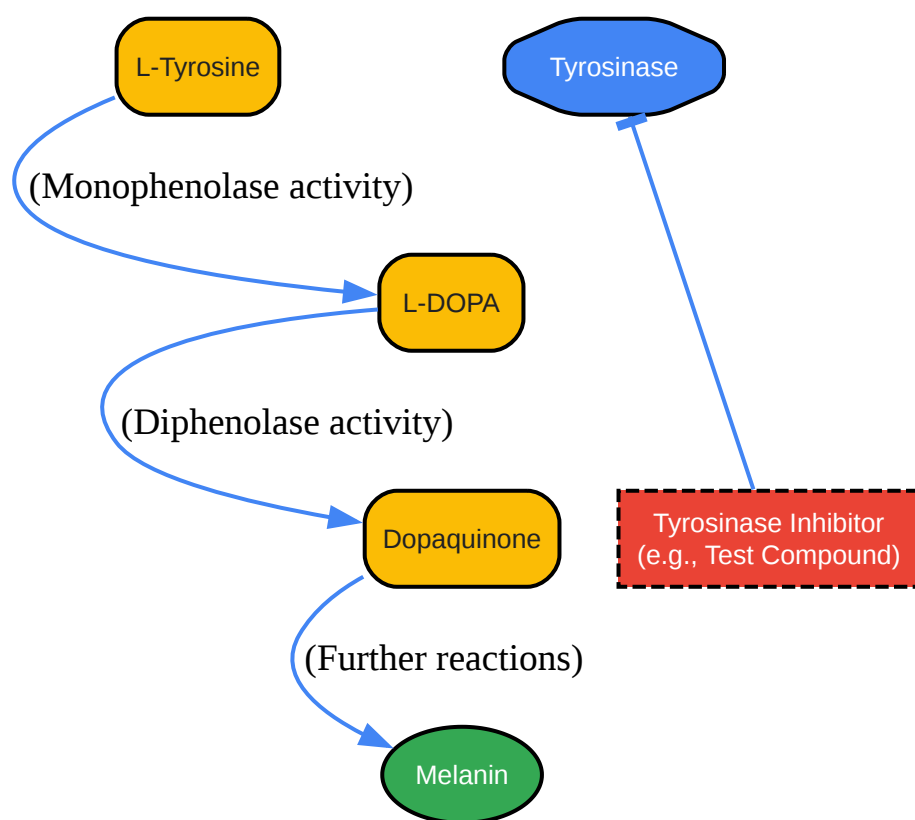 L-Tyrosine
Tyrosinase
(Monophenolase activity)
L-DOPA
(Diphenolase activity)
Dopaquinone
Tyrosinase Inhibitor
(e.g., Test Compound)
(Further reactions)
Melanin